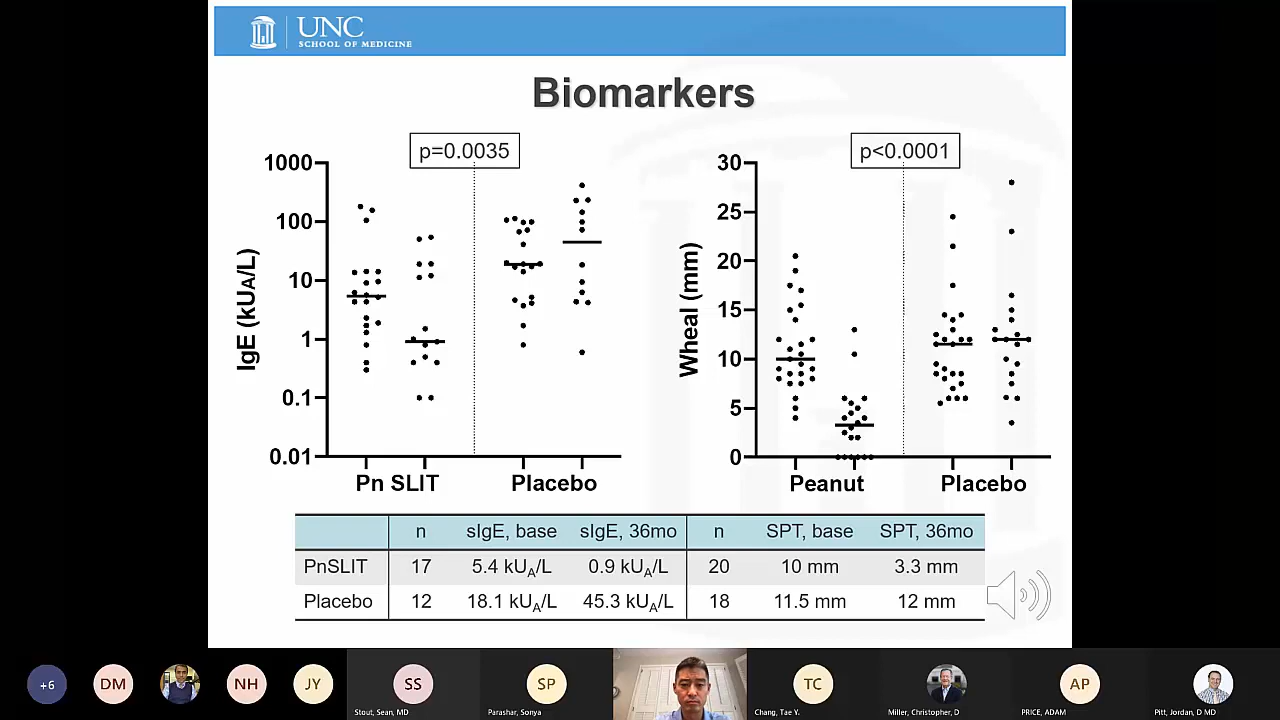 UNC
SCHOOL OF MEDICINE
Biomarkers
p=0.0035
p<0.0001
1000
100
10
1
0.1
0.01
IgE (kUA/L)
Pn SLIT
Placebo
30
25
20
15
10
5
0
Wheal (mm)
Peanut
Placebo
n sIgE, base sIgE, 36mo n SPT, base SPT, 36mo
PnSLIT 17 5.4 kUA/L 0.9 kUA/L 20 10 mm 3.3 mm
Placebo 12 18.1 kUA/L 45.3 kUA/L 18 11.5 mm 12 mm
+6
DM
NH
JY
SS
SP
TC
AP
Stout, Sean, MD
Parashar, Sonya
Chang, Tae Y.
Miller, Christopher, D
PRICE, ADAM
Pitt, Jordan, D MD